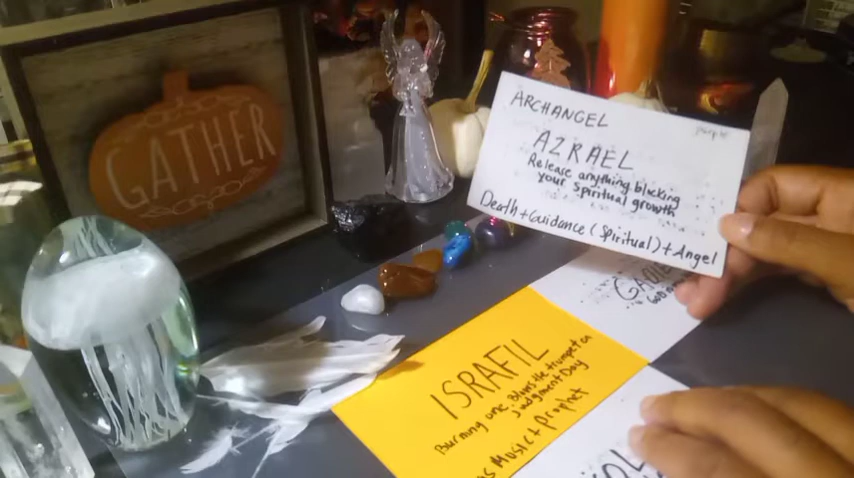 GATHER
ARCHANGEL
purple
AZRAEL
Release anything blocking
your spiritual growth
Death + Guidance (Spiritual) + Angel
ISRAFIL
Burning one. Blows the trumpet on
judgment Day
Music + Prophet